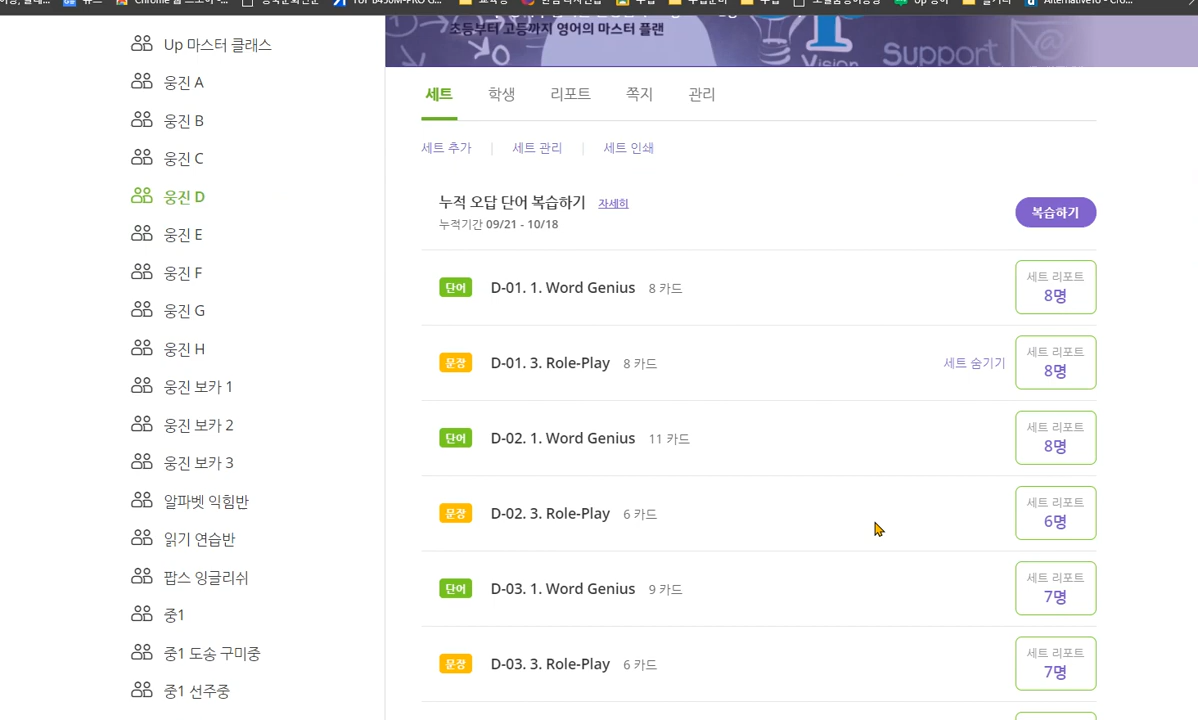 Chrome 웹 스토어 -...
초등부터 고등까지 영어의 마스터 플랜
Vision
Support
Up 마스터 클래스
웅진 A
웅진 B
웅진 C
웅진 D
웅진 E
웅진 F
웅진 G
웅진 H
웅진 보카 1
웅진 보카 2
웅진 보카 3
알파벳 익힘반
읽기 연습반
팝스 잉글리쉬
중1
중1 도송 구미중
중1 선주중
세트 학생 리포트 쪽지 관리
세트 추가 | 세트 관리 | 세트 인쇄
누적 오답 단어 복습하기 자세히
누적기간 09/21 - 10/18
복습하기
단어 D-01. 1. Word Genius 8 카드
세트 리포트
8명
문장 D-01. 3. Role-Play 8 카드 세트 숨기기
세트 리포트
8명
단어 D-02. 1. Word Genius 11 카드
세트 리포트
8명
문장 D-02. 3. Role-Play 6 카드
세트 리포트
6명
단어 D-03. 1. Word Genius 9 카드
세트 리포트
7명
문장 D-03. 3. Role-Play 6 카드
세트 리포트
7명